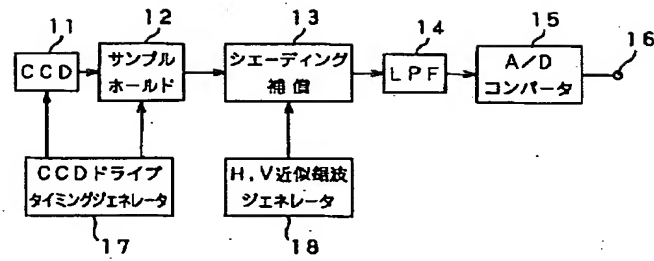 11
12
13
14
15
16
CCD
サンプル
ホールド
シエーディング
補償
LPF
A/D
コンバータ
CCDドライブ
タイミングジェネレータ
H,V近似鋸波
ジェネレータ
17
18